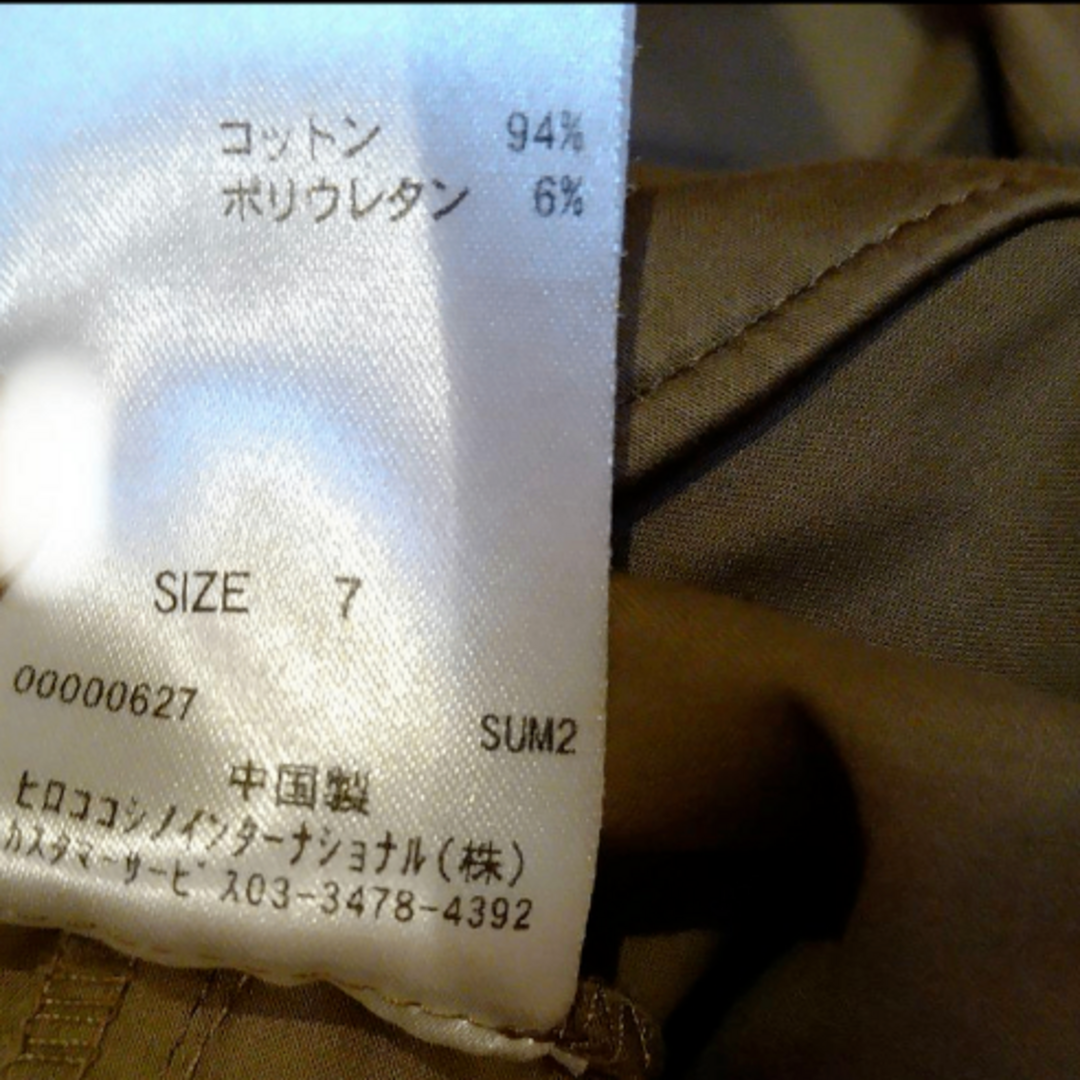 コットン 94%
ポリウレタン 6%
SIZE 7
00000627
SUM2
中国製
ヒロココシノインターナショナル(株)
カスタマーサービス03-3478-4392